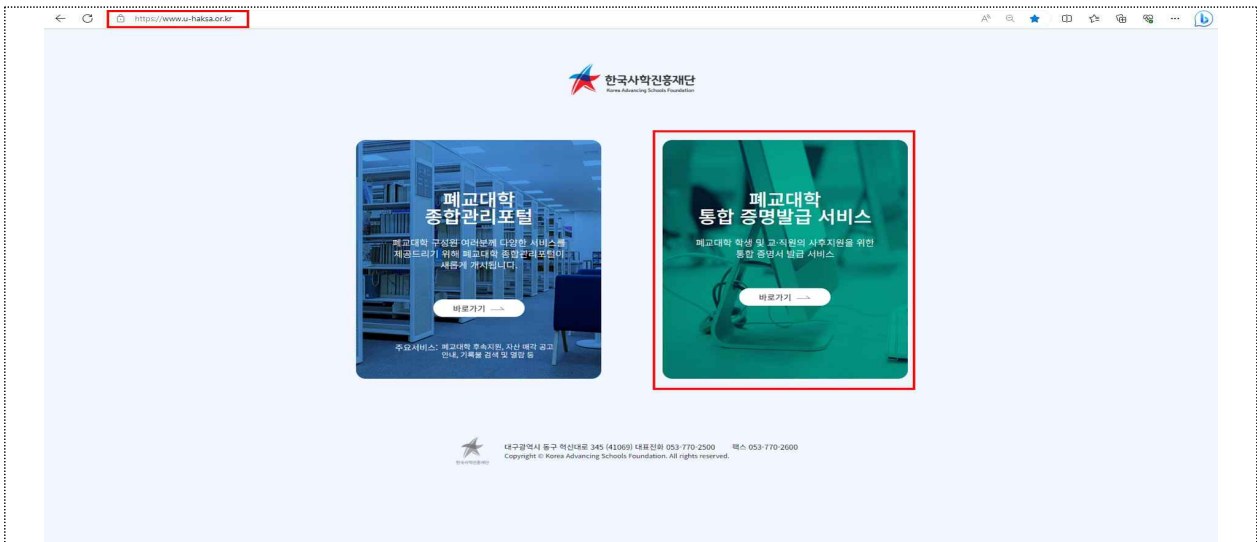 https://www.u-haksa.or.kr
한국사학진흥재단
Korea Advancing Schools Foundation
폐교대학
종합관리포털
폐교대학 구성원 여러분께 다양한 서비스를
제공드리기 위해 폐교대학 종합관리포털이
새롭게 개시됩니다.
바로가기
주요서비스: 폐교대학 후속지원, 자산 매각 공고
안내, 기록물 검색 및 열람 등
폐교대학
통합 증명발급 서비스
폐교대학 학생 및 교·직원의 사후지원을 위한
통합 증명서 발급 서비스
바로가기
한국사학진흥재단
대구광역시 동구 혁신대로 345 (41069) 대표전화 053-770-2500 팩스 053-770-2600
Copyright © Korea Advancing Schools Foundation. All rights reserved.